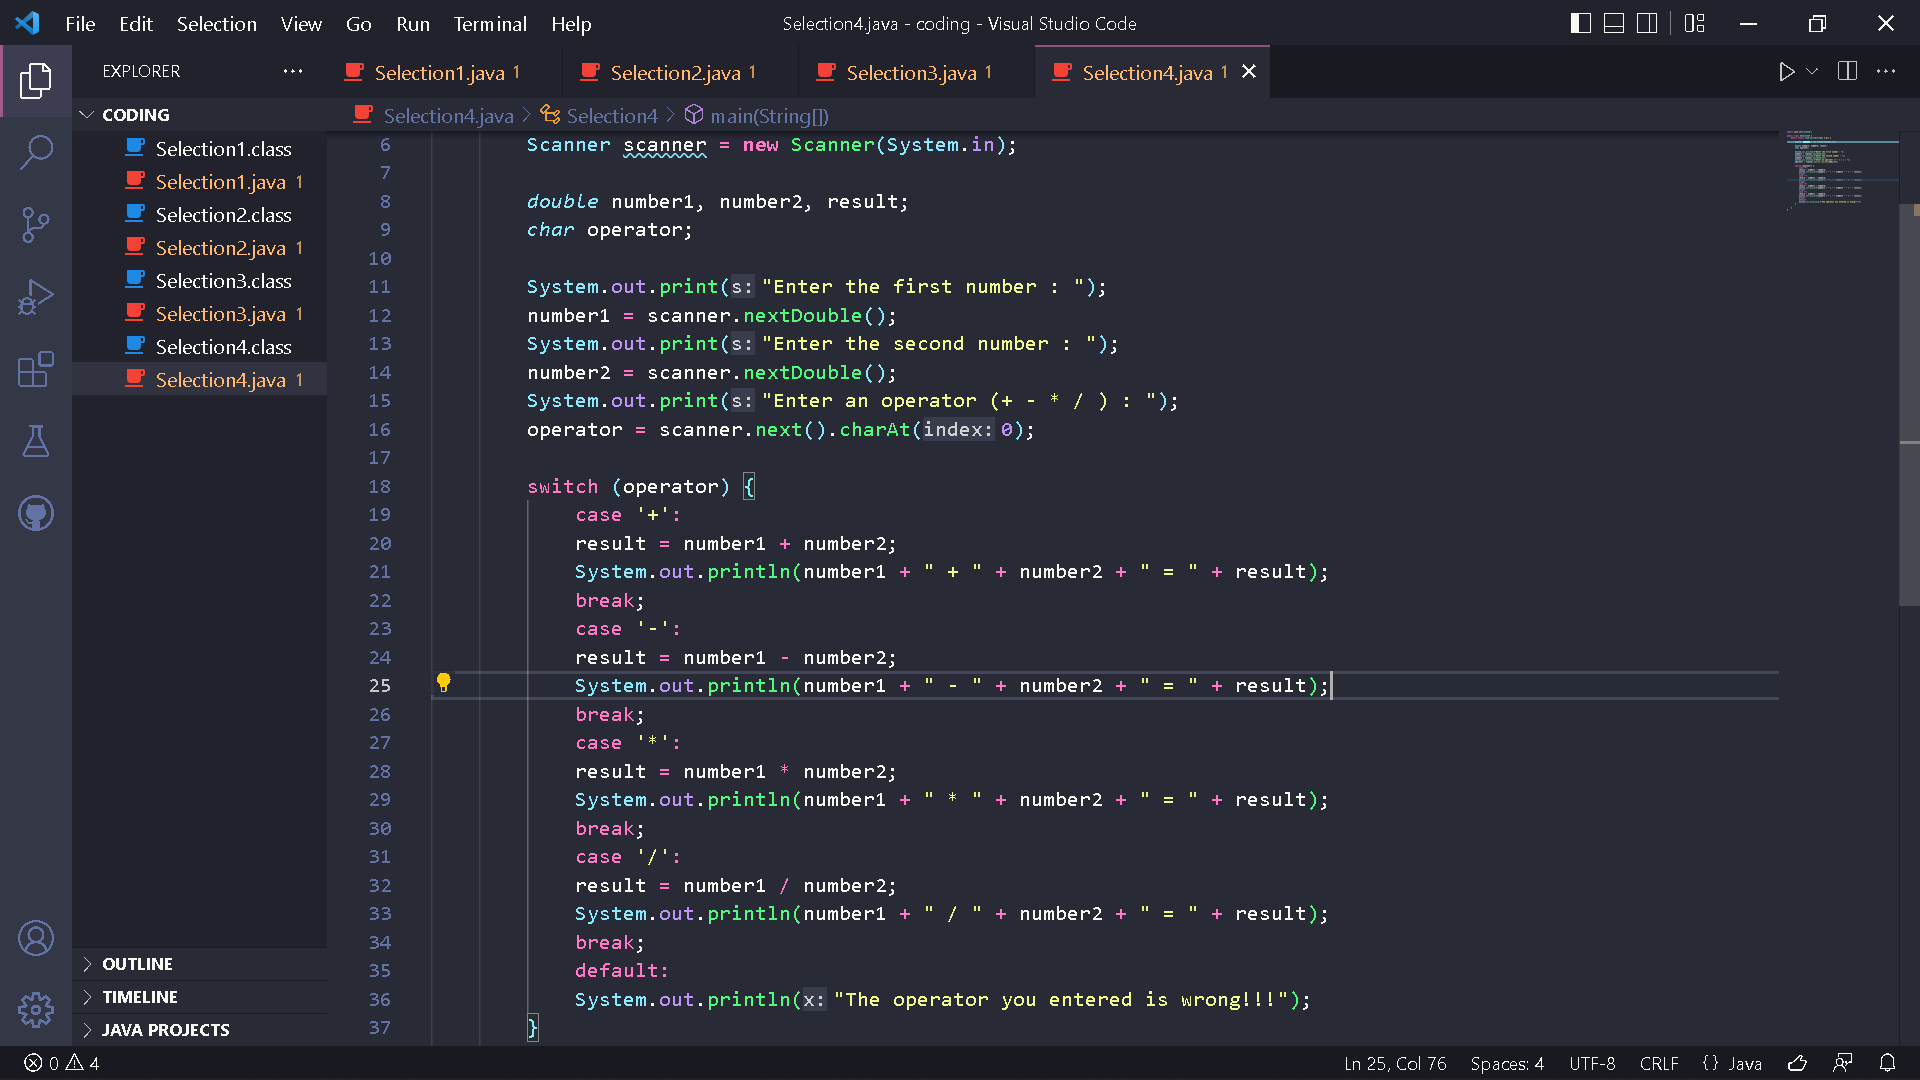 File Edit Selection View Go Run Terminal Help
Selection4.java - coding - Visual Studio Code
EXPLORER
Selection1.java 1
Selection2.java 1
Selection3.java 1
Selection4.java 1
CODING
Selection4.java > Selection4 > main(String[])
Selection1.class
Selection1.java 1
Selection2.class
Selection2.java 1
Selection3.class
Selection3.java 1
Selection4.class
Selection4.java 1
OUTLINE
TIMELINE
JAVA PROJECTS
6 Scanner scanner = new Scanner(System.in);
7
8 double number1, number2, result;
9 char operator;
10
11 System.out.print(s: "Enter the first number : ");
12 number1 = scanner.nextDouble();
13 System.out.print(s: "Enter the second number : ");
14 number2 = scanner.nextDouble();
15 System.out.print(s: "Enter an operator (+ - * / ) : ");
16 operator = scanner.next().charAt(index: 0);
17
18 switch (operator) {
19 case '+':
20 result = number1 + number2;
21 System.out.println(number1 + " + " + number2 + " = " + result);
22 break;
23 case '-':
24 result = number1 - number2;
25 System.out.println(number1 + " - " + number2 + " = " + result);
26 break;
27 case '*':
28 result = number1 * number2;
29 System.out.println(number1 + " * " + number2 + " = " + result);
30 break;
31 case '/':
32 result = number1 / number2;
33 System.out.println(number1 + " / " + number2 + " = " + result);
34 break;
35 default:
36 System.out.println(x: "The operator you entered is wrong!!!");
37 }
0 4
Ln 25, Col 76 Spaces: 4 UTF-8 CRLF {} Java